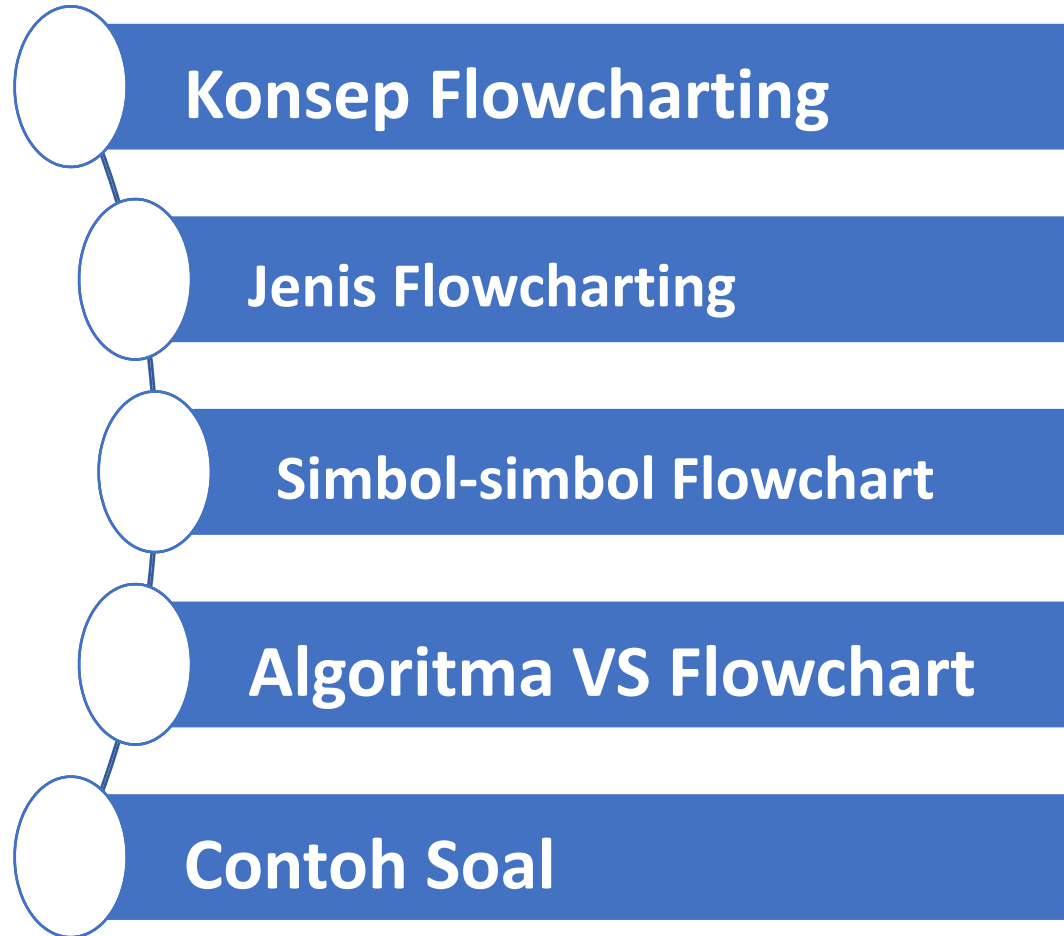 Konsep Flowcharting
Jenis Flowcharting
Simbol-simbol Flowchart
Algoritma VS Flowchart
Contoh Soal